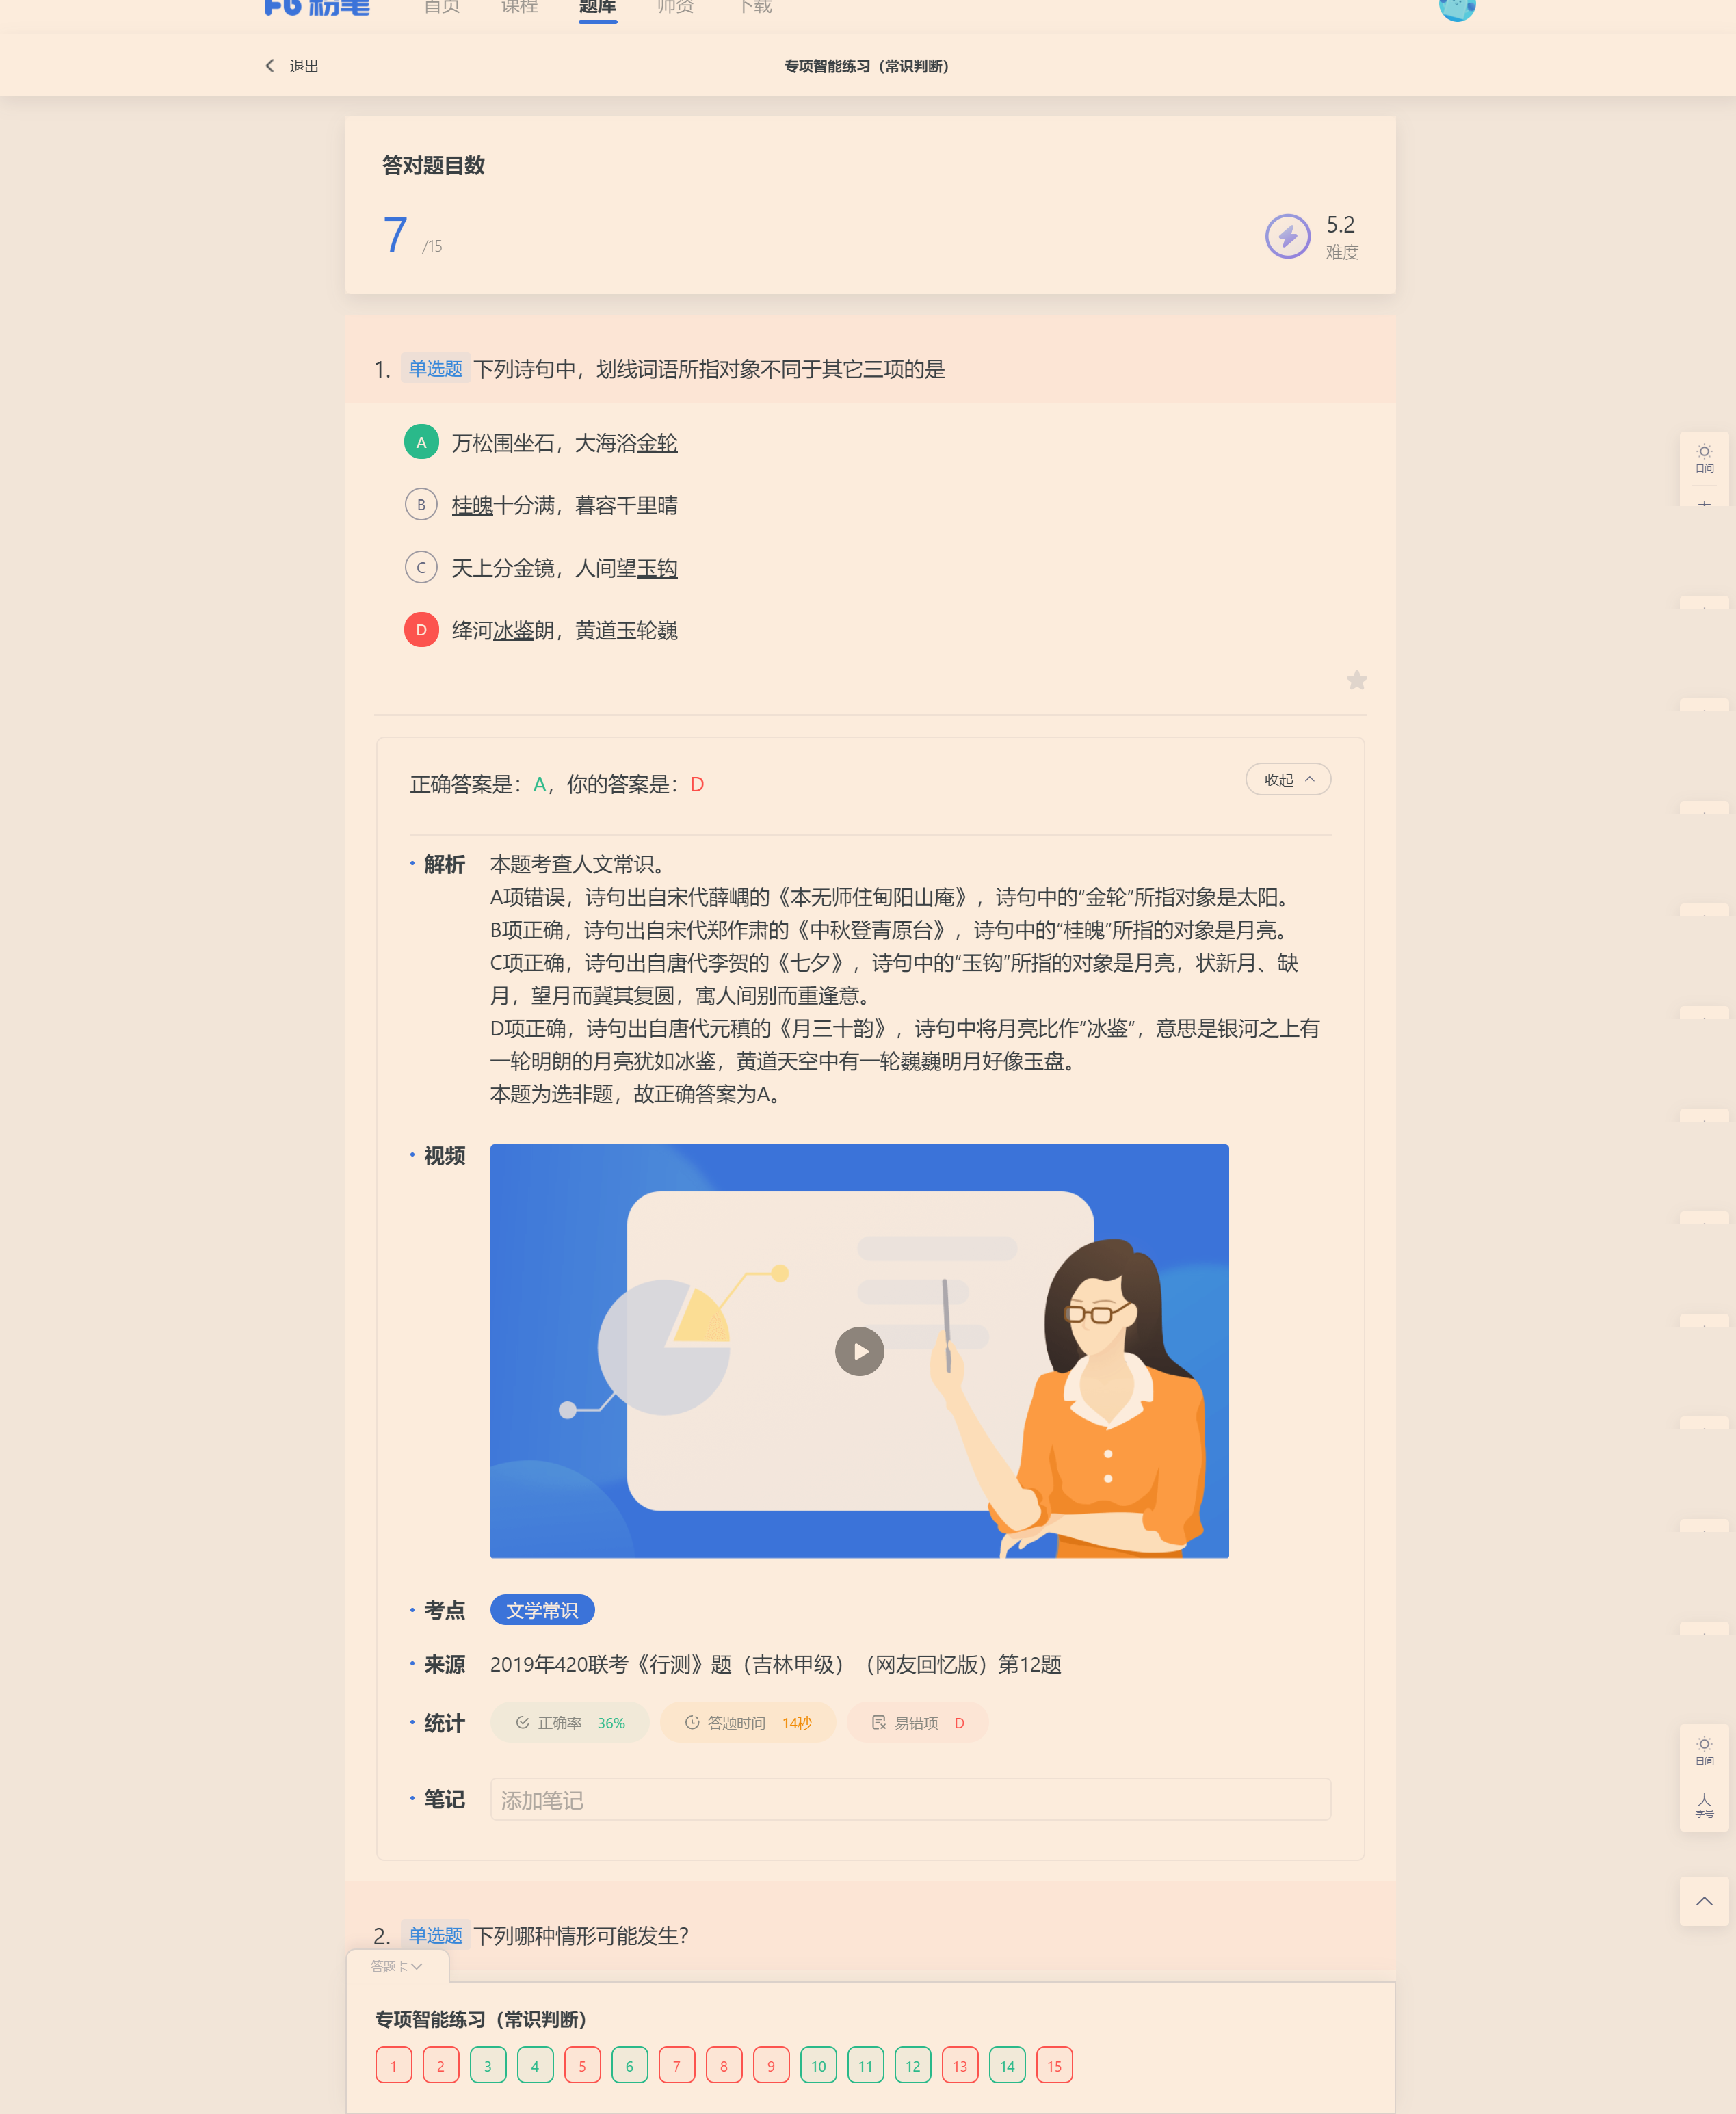 粉笔
首页 课程 题库 师资 下载
退出
专项智能练习（常识判断）
答对题目数
7 /15
5.2
难度
1. 单选题 下列诗句中，划线词语所指对象不同于其它三项的是
A 万松围坐石，大海浴金轮
B 桂魄十分满，暮容千里晴
C 天上分金镜，人间望玉钩
D 绛河冰鉴朗，黄道玉轮巍
正确答案是：A，你的答案是：D
收起
解析
本题考查人文常识。
A项错误，诗句出自宋代薛嵎的《本无师住甸阳山庵》，诗句中的“金轮”所指对象是太阳。
B项正确，诗句出自宋代郑作肃的《中秋登青原台》，诗句中的“桂魄”所指的对象是月亮。
C项正确，诗句出自唐代李贺的《七夕》，诗句中的“玉钩”所指的对象是月亮，状新月、缺
月，望月而冀其复圆，寓人间别而重逢意。
D项正确，诗句出自唐代元稹的《月三十韵》，诗句中将月亮比作“冰鉴”，意思是银河之上有
一轮明朗的月亮犹如冰鉴，黄道天空中有一轮巍巍明月好像玉盘。
本题为选非题，故正确答案为A。
视频
考点 文学常识
来源 2019年420联考《行测》题（吉林甲级）（网友回忆版）第12题
统计 正确率 36% 答题时间 14秒 易错项 D
笔记 添加笔记
2. 单选题 下列哪种情形可能发生？
答题卡
专项智能练习（常识判断）
1 2 3 4 5 6 7 8 9 10 11 12 13 14 15
日间
日间
大
字号